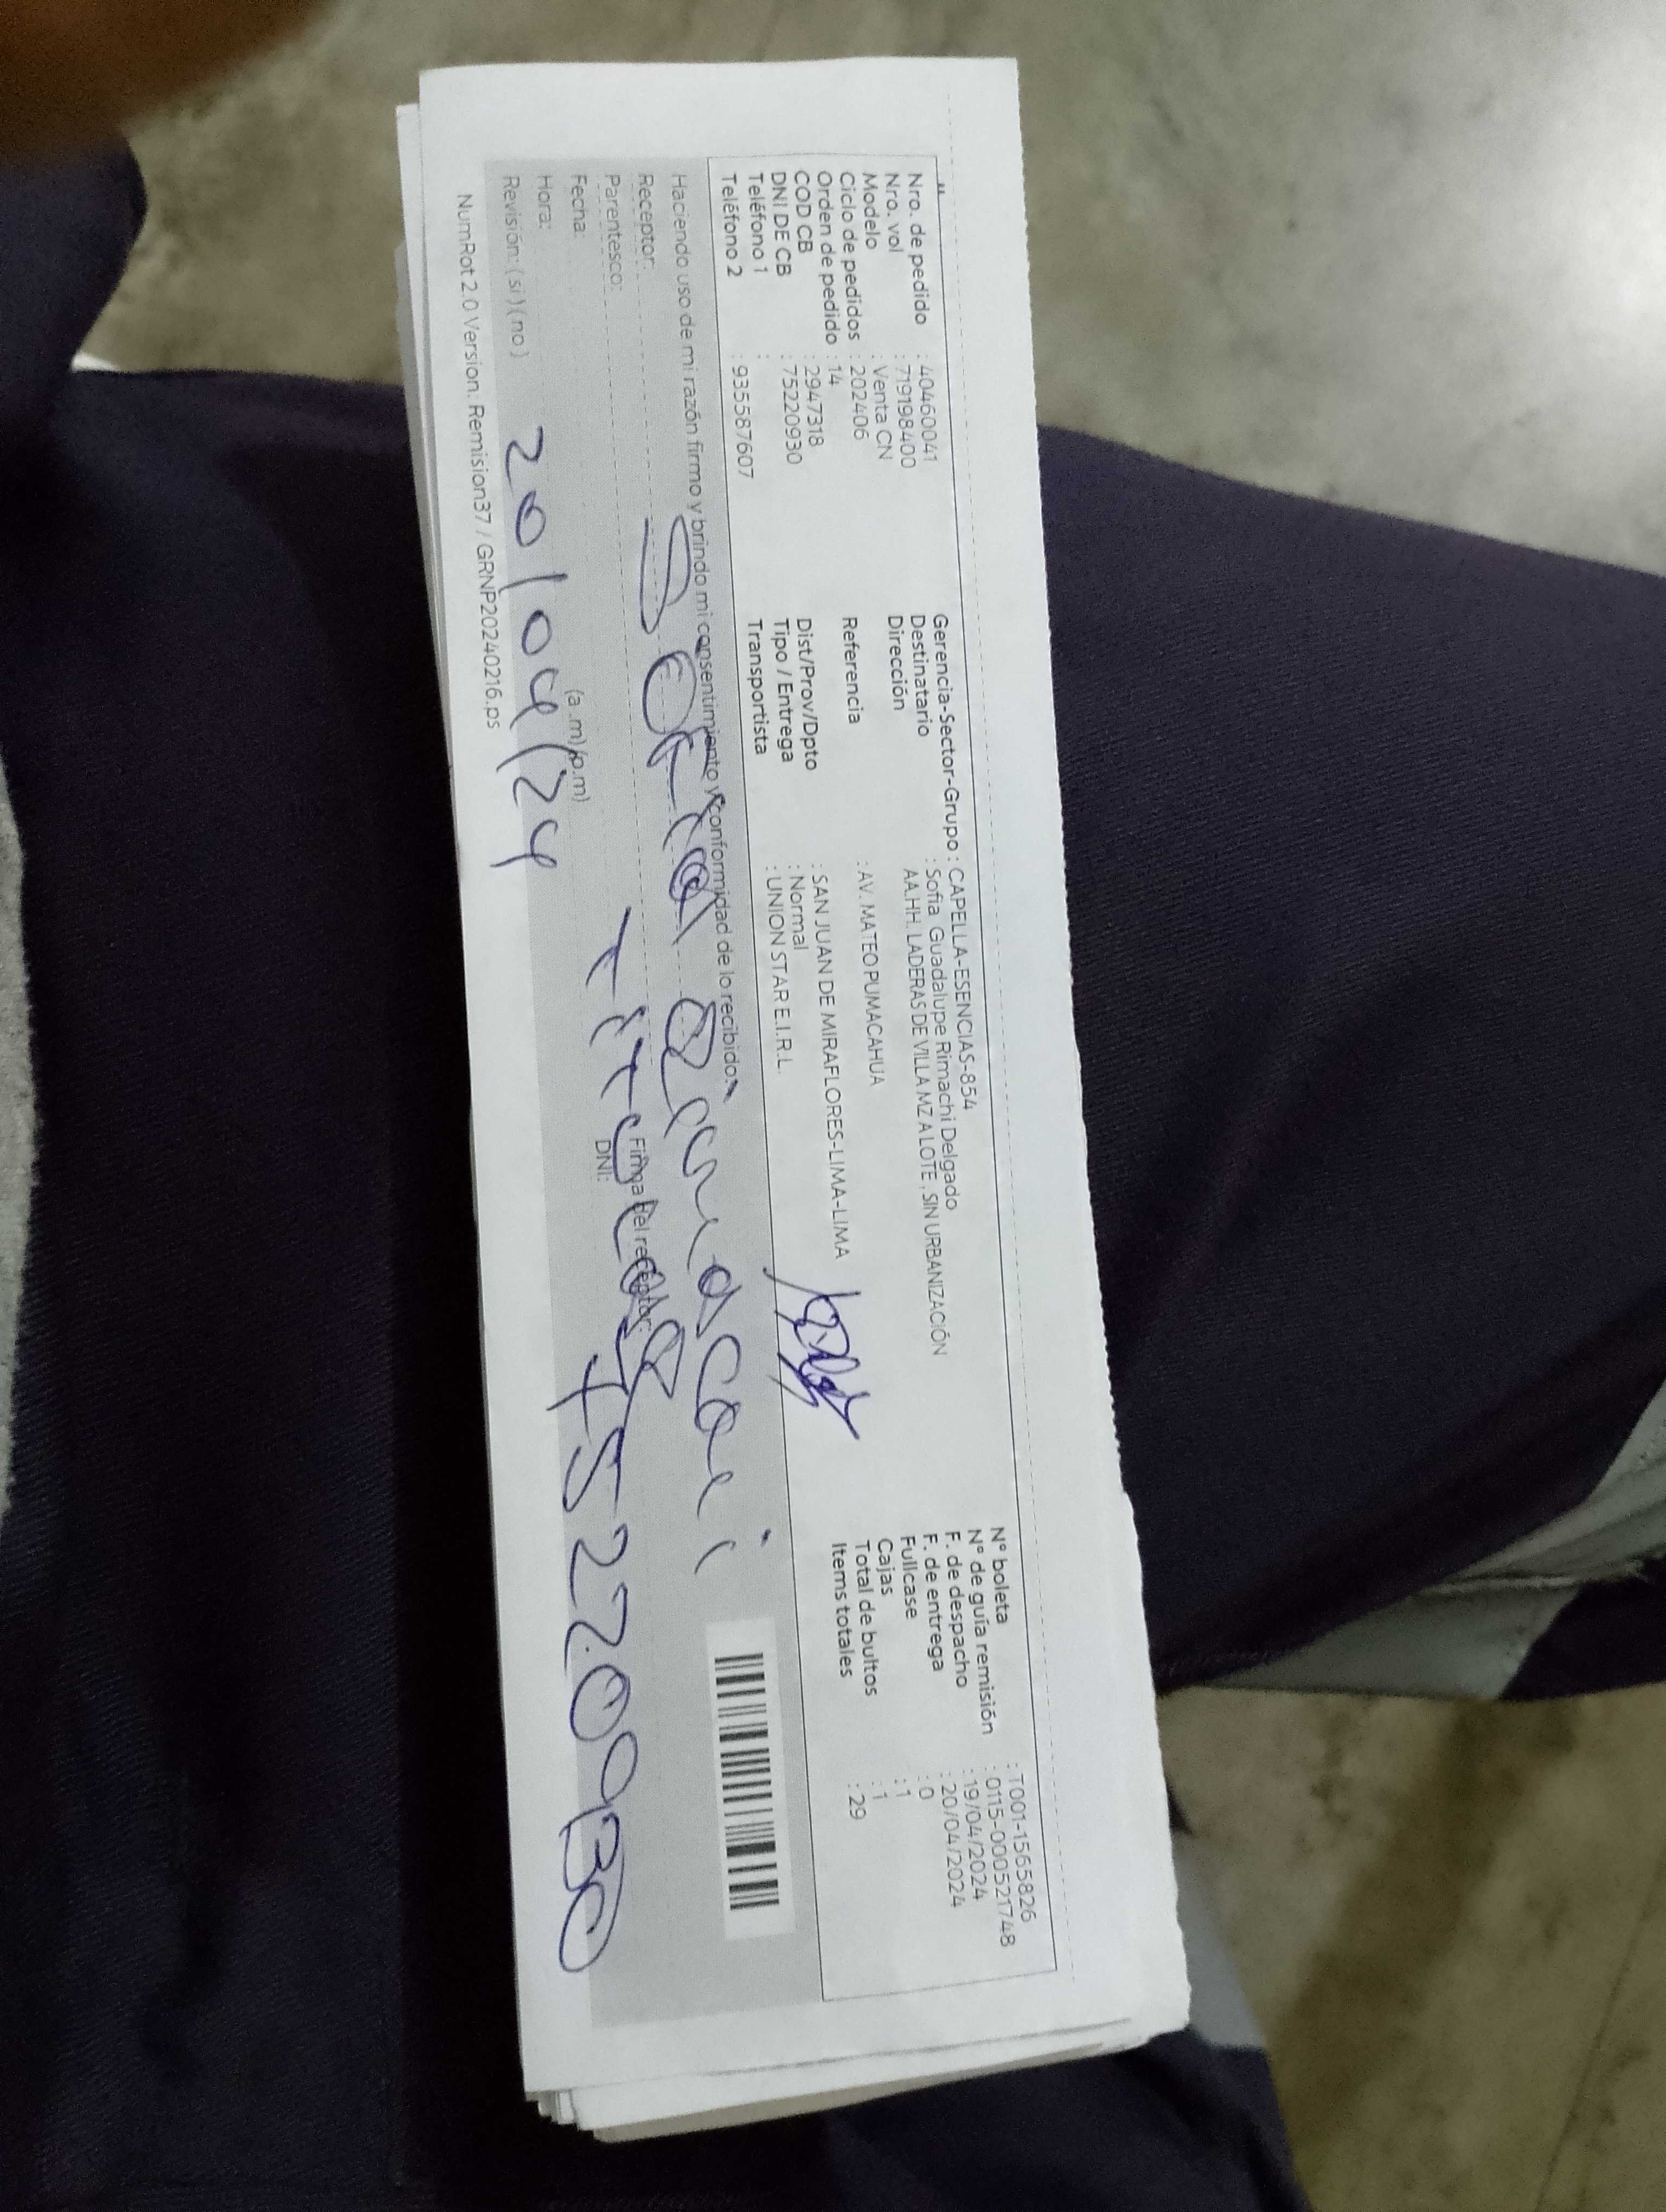 Nro. de pedido : 40460041
Nro. vol : 719198400
Modelo : Venta CN
Ciclo de pedidos : 202406
Orden de pedido : 14
COD CB : 2947318
DNI DE CB : 75220930
Teléfono 1 :
Teléfono 2 : 935587607
Gerencia-Sector-Grupo : CAPELLA-ESENCIAS-854
Destinatario : Sofia Guadalupe Rimachi Delgado
Dirección AA.HH. LADERAS DE VILLA MZ A LOTE , SIN URBANIZACIÓN
Referencia : AV. MATEO PUMACAHUA
Dist/Prov/Dpto : SAN JUAN DE MIRAFLORES-LIMA-LIMA
Tipo / Entrega : Normal
Transportista : UNION STAR E.I.R.L.
N° boleta : T001-1565826
N° de guía remisión : 0115-000521748
F. de despacho : 19/04/2024
F. de entrega : 20/04/2024
Fullcase : 0
Cajas : 1
Total de bultos : 1
Items totales : 29
Haciendo uso de mi razón firmo y brindo mi consentimiento y conformidad de lo recibido.
Receptor:
Parentesco:
Firma del receptor:
Fecha:
DNI: 75220930
Hora: (a.m)/(p.m)
Revisión: (si) (no) 20/04/24
NumRot 2.0 Version: Remision37 / GRNP20240216.ps